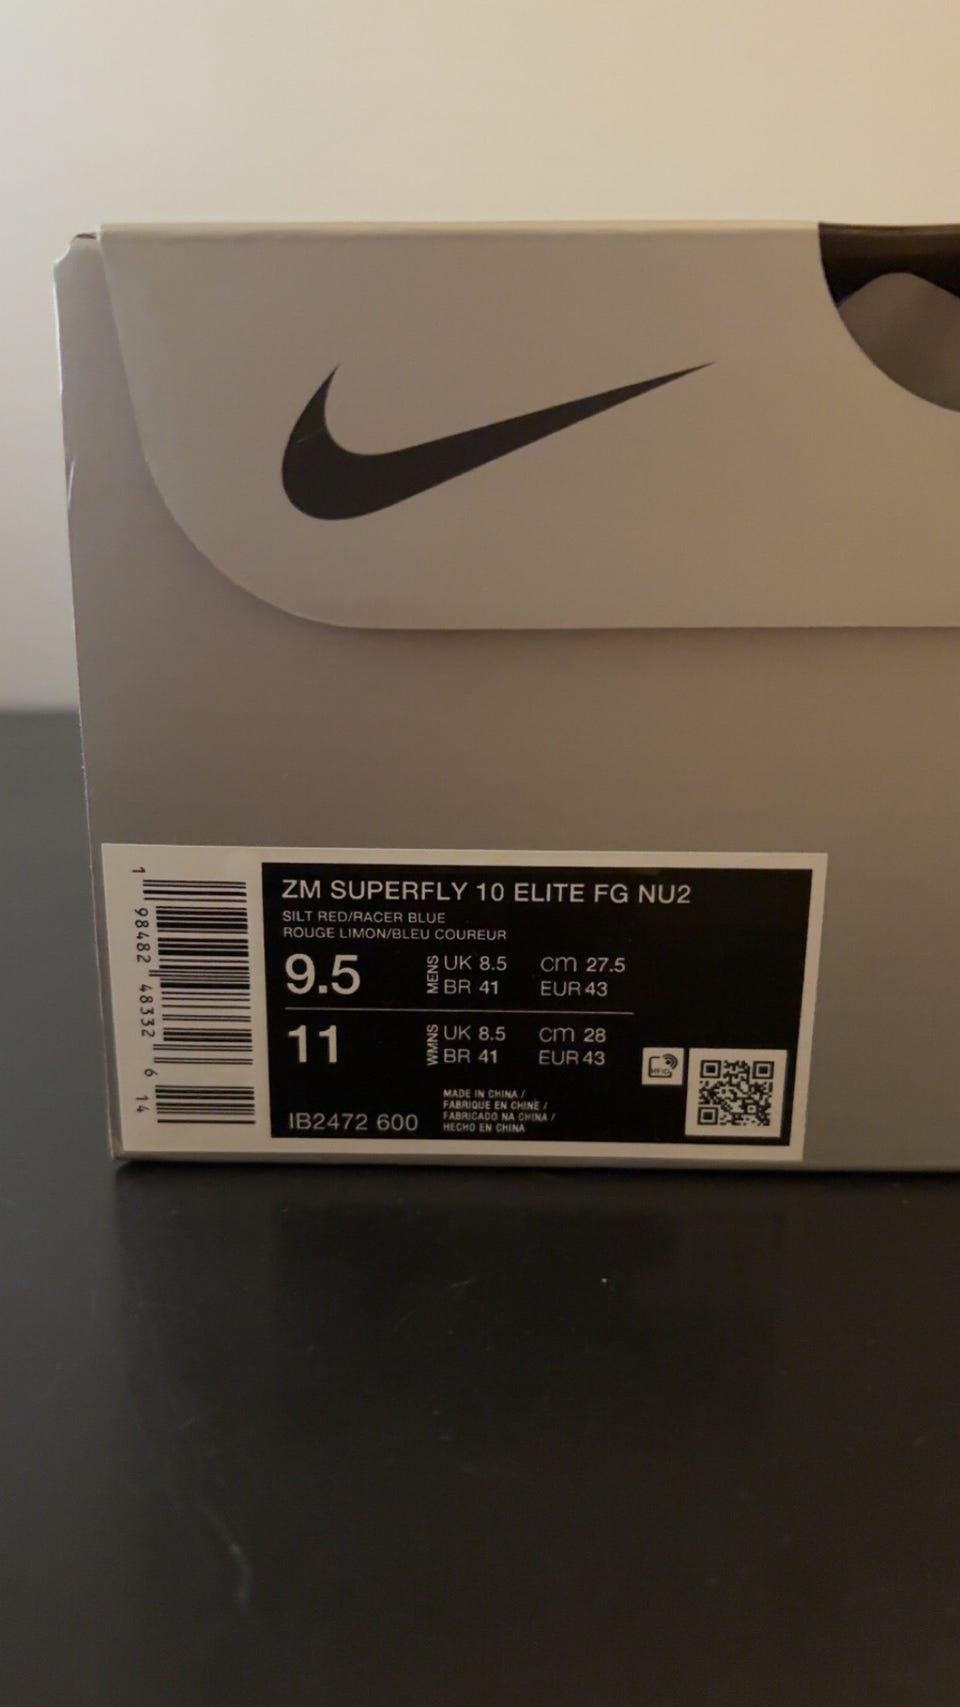 ZM SUPERFLY 10 ELITE FG NU2
SILT RED/RACER BLUE
ROUGE LIMON/BLEU COUREUR
9.5
MENS
UK 8.5 cm 27.5
BR 41 EUR 43
11
WMNS
UK 8.5 cm 28
BR 41 EUR 43
IB2472 600
MADE IN CHINA /
FABRIQUE EN CHINE /
FABRICADO NA CHINA /
HECHO EN CHINA
RFID
1 98482 48332 6 14